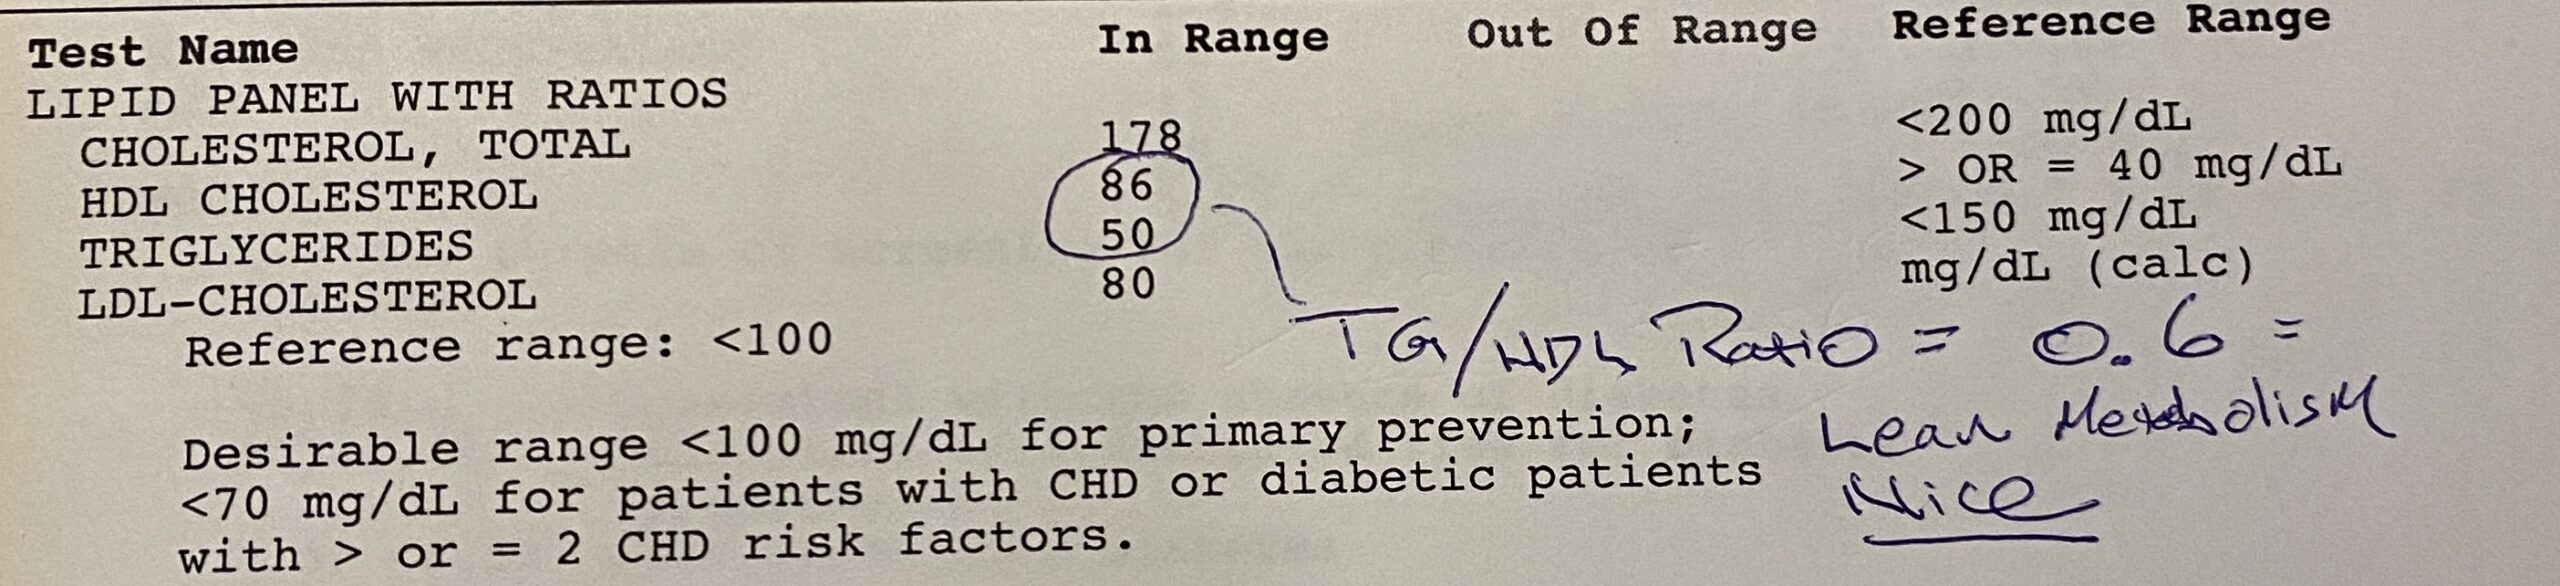 Test Name In Range Out Of Range Reference Range
LIPID PANEL WITH RATIOS
CHOLESTEROL, TOTAL 178 <200 mg/dL
HDL CHOLESTEROL 86 > OR = 40 mg/dL
TRIGLYCERIDES 50 <150 mg/dL
LDL-CHOLESTEROL 80 mg/dL (calc)
Reference range: <100
TG/HDL Ratio = 0.6 =
Lean Metabolism
Nice
Desirable range <100 mg/dL for primary prevention;
<70 mg/dL for patients with CHD or diabetic patients
with > or = 2 CHD risk factors.